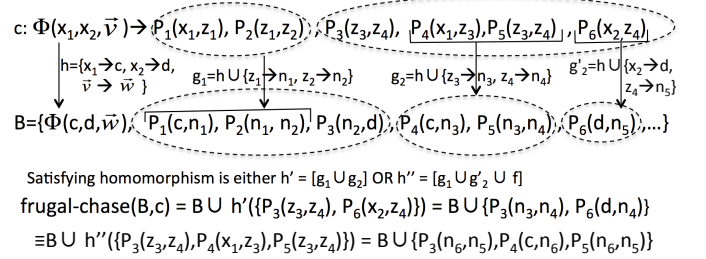 c: Φ(x₁,x₂,v⃗)→P₁(x₁,z₁), P₂(z₁,z₂), P₃(z₃,z₄), P₄(x₁,z₃),P₅(z₃,z₄) ,P₆(x₂,z₄)
h={x₁→c, x₂→d, v⃗ → w⃗ }
g₁=h∪{z₁→n₁, z₂→n₂}
g₂=h∪{z₃→n₃, z₄→n₄}
g'₂=h∪{x₂→d, z₄→n₅}
B={Φ(c,d,w⃗), P₁(c,n₁), P₂(n₁, n₂), P₃(n₂,d), P₄(c,n₃), P₅(n₃,n₄), P₆(d,n₅),...}
Satisfying homomorphism is either h' = [g₁∪g₂] OR h'' = [g₁∪g'₂ ∪ f]
frugal-chase(B,c) = B∪ h'({P₃(z₃,z₄), P₆(x₂,z₄)}) = B∪{P₃(n₃,n₄), P₆(d,n₄)}
≡B∪ h''({P₃(z₃,z₄),P₄(x₁,z₃),P₅(z₃,z₄)}) = B∪{P₃(n₆,n₅),P₄(c,n₆),P₅(n₆,n₅)}